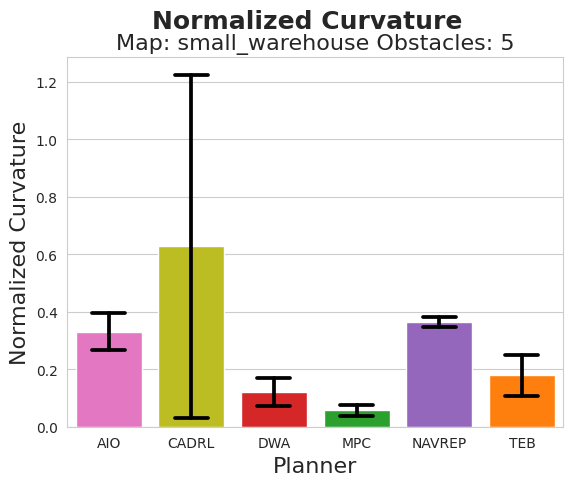 Normalized Curvature
Map: small_warehouse Obstacles: 5
Normalized Curvature
1.2
1.0
0.8
0.6
0.4
0.2
0.0
AIO CADRL DWA MPC NAVREP TEB
Planner